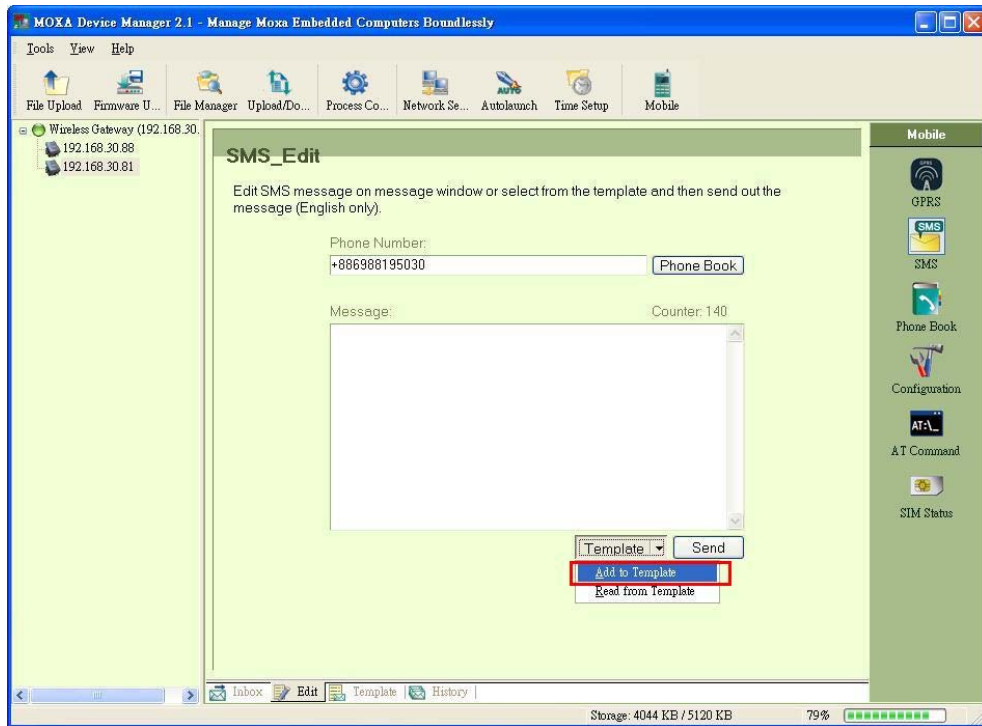 MOXA Device Manager 2.1 - Manage Moxa Embedded Computers Boundlessly
Tools View Help
File Upload Firmware U... File Manager Upload/Do... Process Co... Network Se... Autolaunch Time Setup Mobile
Wireless Gateway (192.168.30.
192.168.30.88
192.168.30.81
SMS_Edit
Edit SMS message on message window or select from the template and then send out the
message (English only).
Phone Number:
+886988195030 Phone Book
Message: Counter: 140
Template Send
Add to Template
Read from Template
Inbox Edit Template History
Storage: 4044 KB / 5120 KB 79%
Mobile
GPRS
GPRS
SMS
SMS
Phone Book
Configuration
AT:\_
AT Command
SIM Status